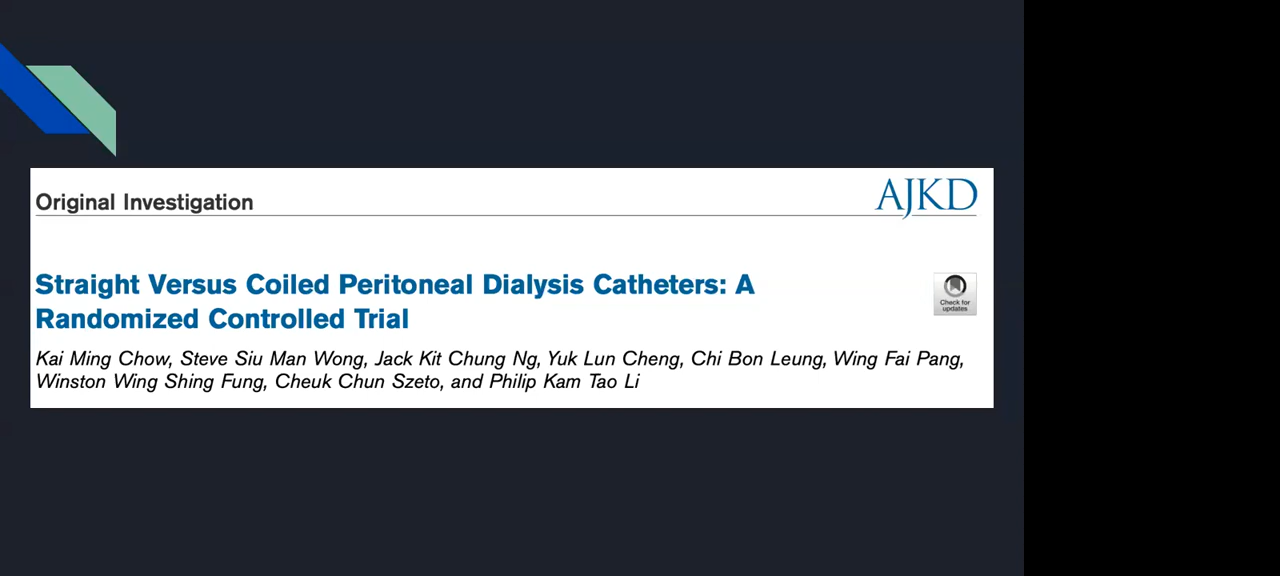 Original Investigation
AJKD
Straight Versus Coiled Peritoneal Dialysis Catheters: A
Randomized Controlled Trial
Check for
updates
Kai Ming Chow, Steve Siu Man Wong, Jack Kit Chung Ng, Yuk Lun Cheng, Chi Bon Leung, Wing Fai Pang,
Winston Wing Shing Fung, Cheuk Chun Szeto, and Philip Kam Tao Li